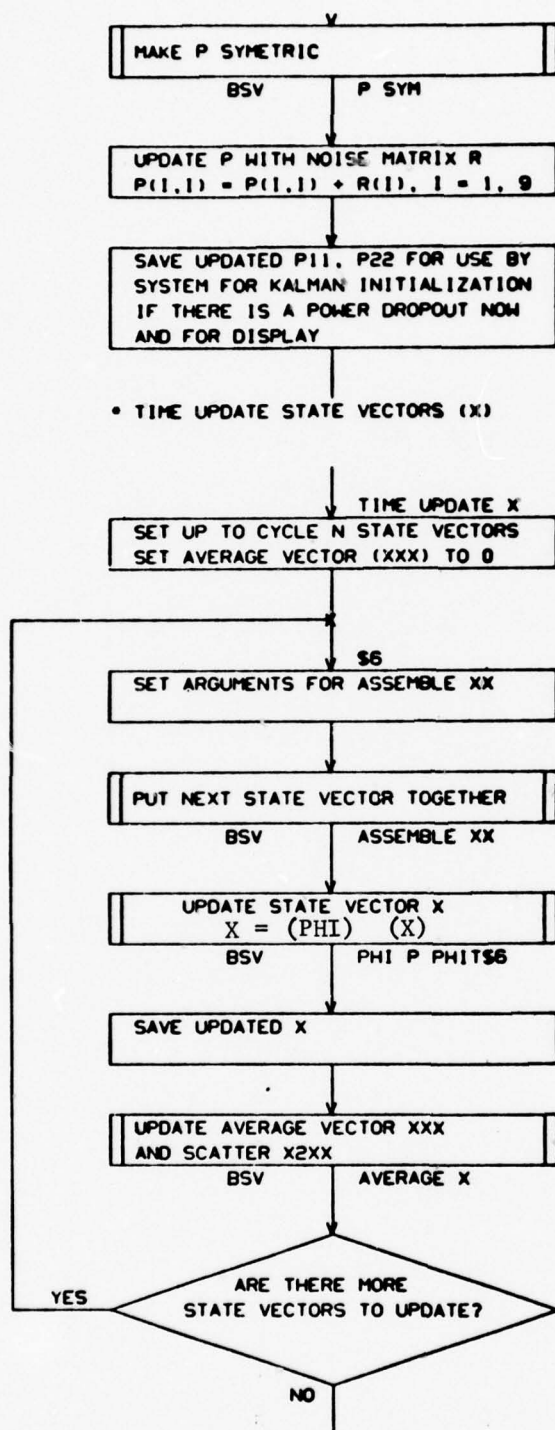 MAKE P SYMETRIC
BSV P SYM
UPDATE P WITH NOISE MATRIX R
P(I,I) = P(I,I) + R(I), I = 1, 9
SAVE UPDATED P11, P22 FOR USE BY
SYSTEM FOR KALMAN INITIALIZATION
IF THERE IS A POWER DROPOUT NOW
AND FOR DISPLAY
• TIME UPDATE STATE VECTORS (X)
TIME UPDATE X
SET UP TO CYCLE N STATE VECTORS
SET AVERAGE VECTOR (XXX) TO 0
$6
SET ARGUMENTS FOR ASSEMBLE XX
PUT NEXT STATE VECTOR TOGETHER
BSV ASSEMBLE XX
UPDATE STATE VECTOR X
X = (PHI) (X)
BSV PHI P PHIT$6
SAVE UPDATED X
UPDATE AVERAGE VECTOR XXX
AND SCATTER X2XX
BSV AVERAGE X
ARE THERE MORE
STATE VECTORS TO UPDATE?
YES
NO